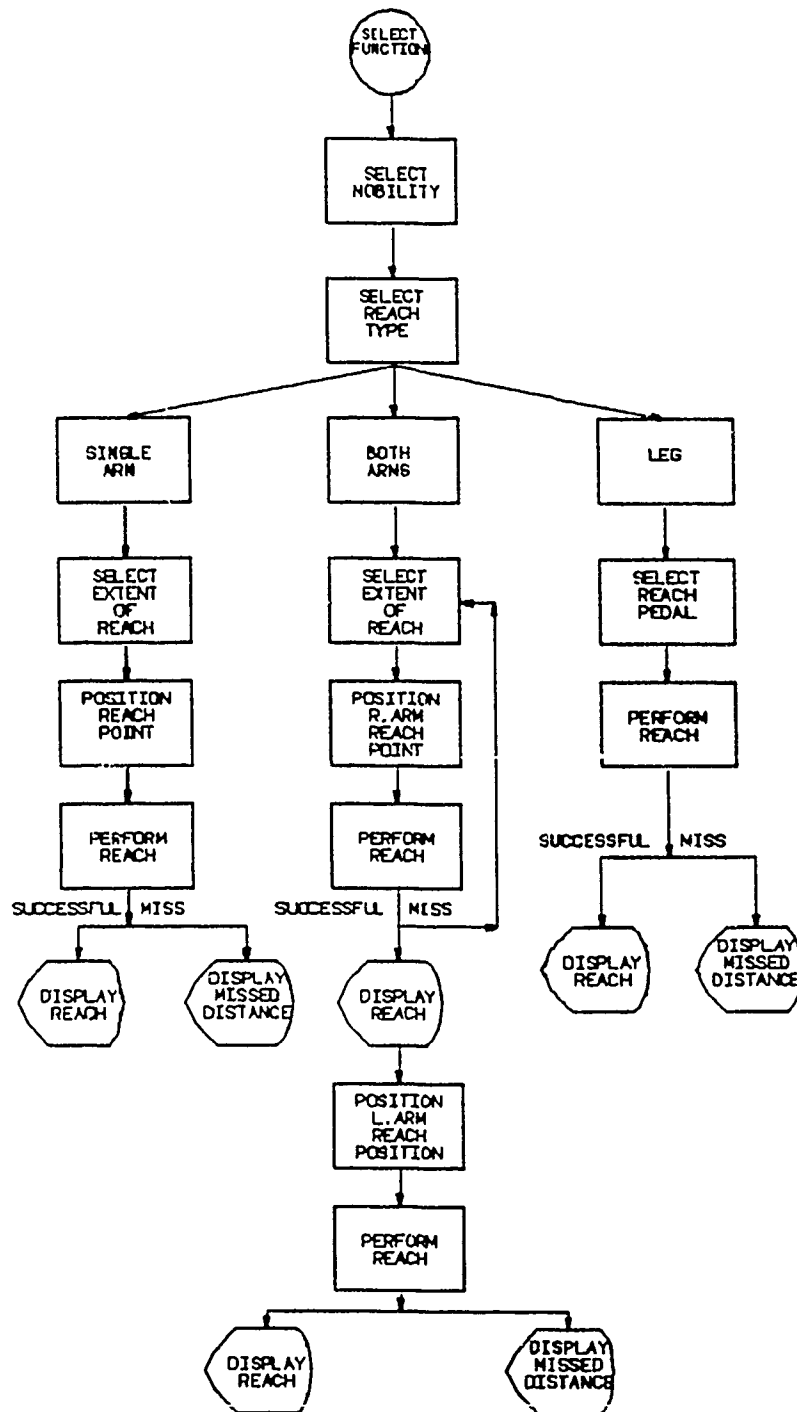 SELECT
FUNCTION
SELECT
MOBILITY
SELECT
REACH
TYPE
SINGLE
ARM
BOTH
ARMS
LEG
SELECT
EXTENT
OF
REACH
SELECT
EXTENT
OF
REACH
SELECT
REACH
PEDAL
POSITION
REACH
POINT
POSITION
R.ARM
REACH
POINT
PERFORM
REACH
PERFORM
REACH
PERFORM
REACH
SUCCESSFUL MISS
SUCCESSFUL MISS
SUCCESSFUL MISS
DISPLAY
REACH
DISPLAY
MISSED
DISTANCE
DISPLAY
REACH
DISPLAY
REACH
DISPLAY
MISSED
DISTANCE
POSITION
L.ARM
REACH
POSITION
PERFORM
REACH
DISPLAY
REACH
DISPLAY
MISSED
DISTANCE